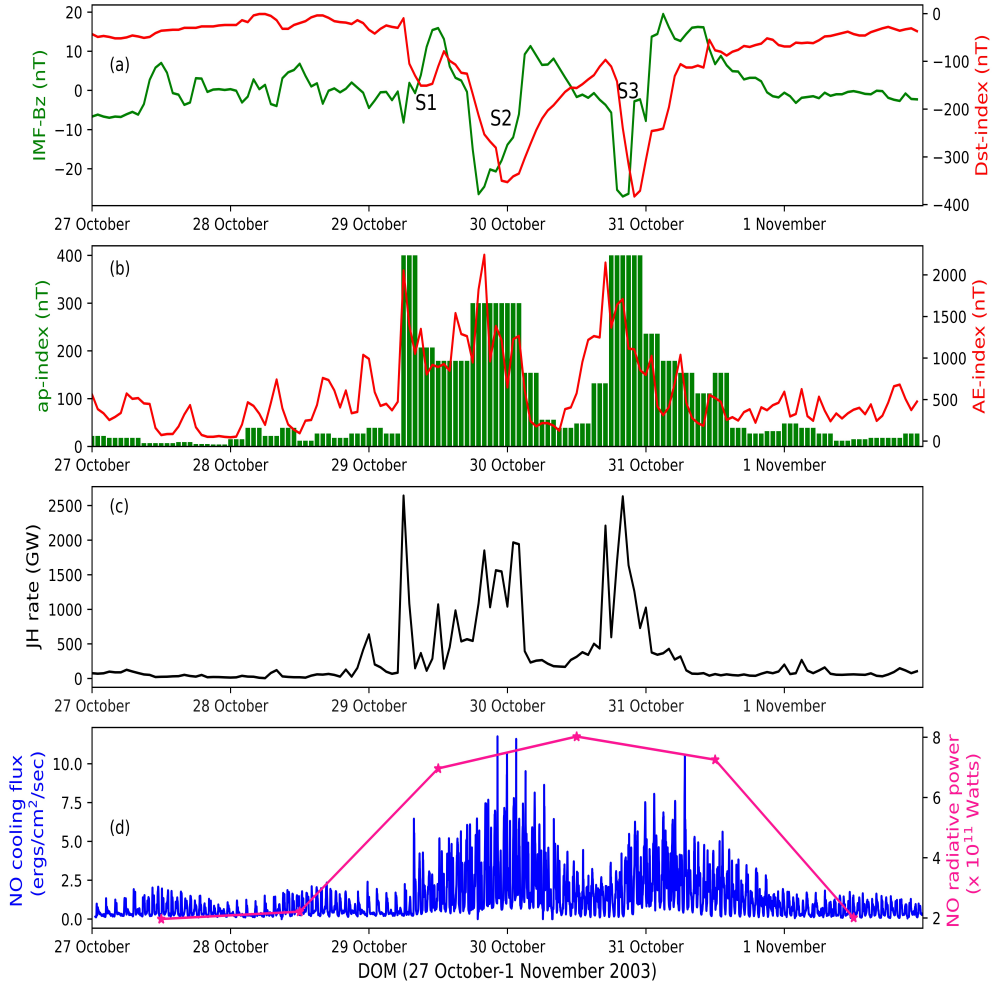 20
10
0
−10
−20
IMF-Bz (nT)
(a)
S1
S2
S3
0
−100
−200
−300
−400
Dst-index (nT)
27 October 28 October 29 October 30 October 31 October 1 November
400
300
200
100
0
ap-index (nT)
(b)
2000
1500
1000
500
0
AE-index (nT)
27 October 28 October 29 October 30 October 31 October 1 November
2500
2000
1500
1000
500
0
JH rate (GW)
(c)
27 October 28 October 29 October 30 October 31 October 1 November
10.0
7.5
5.0
2.5
0.0
NO cooling flux
(ergs/cm²/sec)
(d)
8
6
4
2
NO radiative power
(x 10¹¹ Watts)
27 October 28 October 29 October 30 October 31 October 1 November
DOM (27 October-1 November 2003)